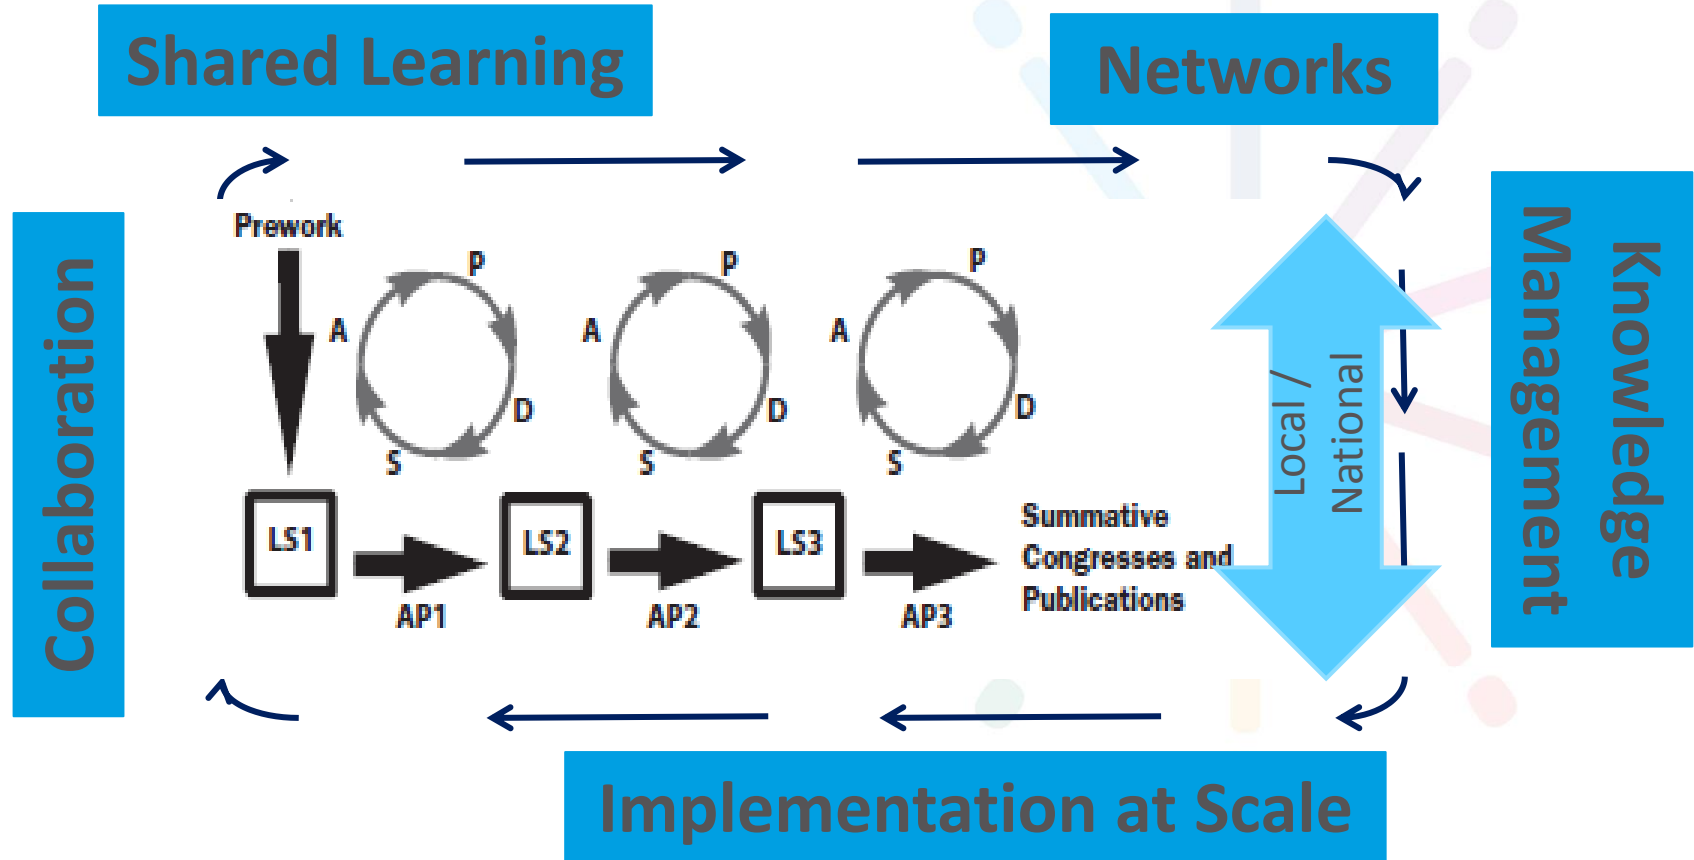 Shared Learning
Networks
Collaboration
Knowledge
Management
Prework
P
A
D
S
P
A
D
S
P
A
D
S
Local /
National
LS1
LS2
LS3
AP1
AP2
AP3
Summative
Congresses and
Publications
Implementation at Scale